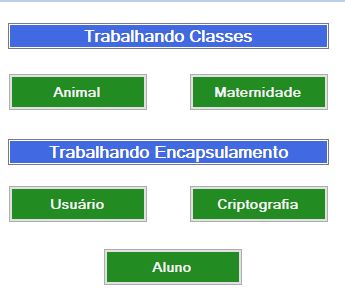 Trabalhando Classes
Animal Maternidade
Trabalhando Encapsulamento
Usuário Criptografia
Aluno